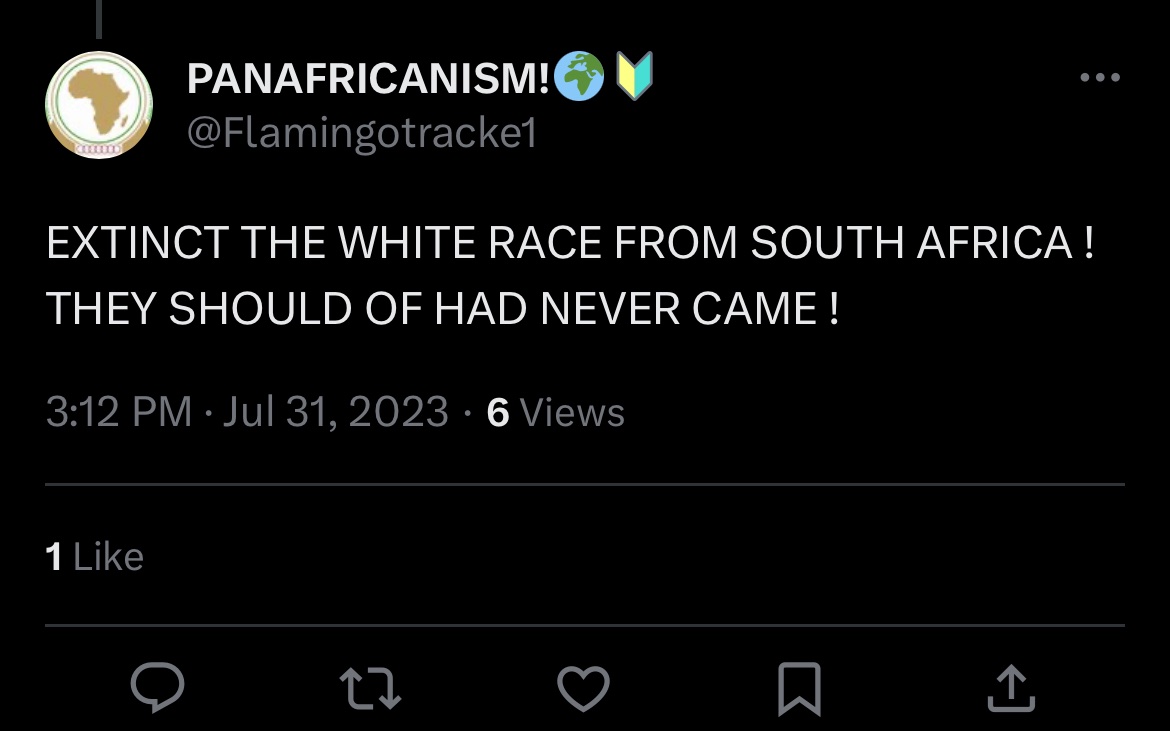 PANAFRICANISM!🌍🔰
@Flamingotracke1
EXTINCT THE WHITE RACE FROM SOUTH AFRICA !
THEY SHOULD OF HAD NEVER CAME !
3:12 PM · Jul 31, 2023 · 6 Views
1 Like